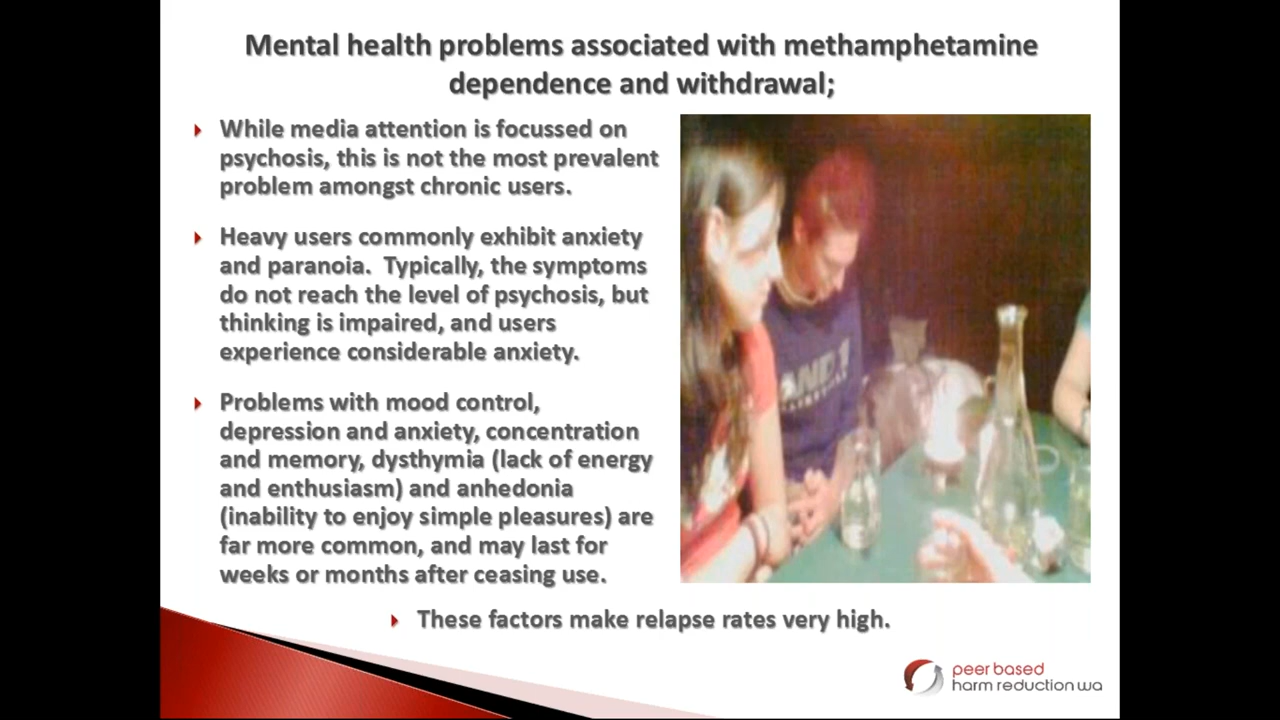 Mental health problems associated with methamphetamine
dependence and withdrawal;
While media attention is focussed on
psychosis, this is not the most prevalent
problem amongst chronic users.
Heavy users commonly exhibit anxiety
and paranoia.  Typically, the symptoms
do not reach the level of psychosis, but
thinking is impaired, and users
experience considerable anxiety.
Problems with mood control,
depression and anxiety, concentration
and memory, dysthymia (lack of energy
and enthusiasm) and anhedonia
(inability to enjoy simple pleasures) are
far more common, and may last for
weeks or months after ceasing use.
AND1
These factors make relapse rates very high.
peer based
harm reduction wa